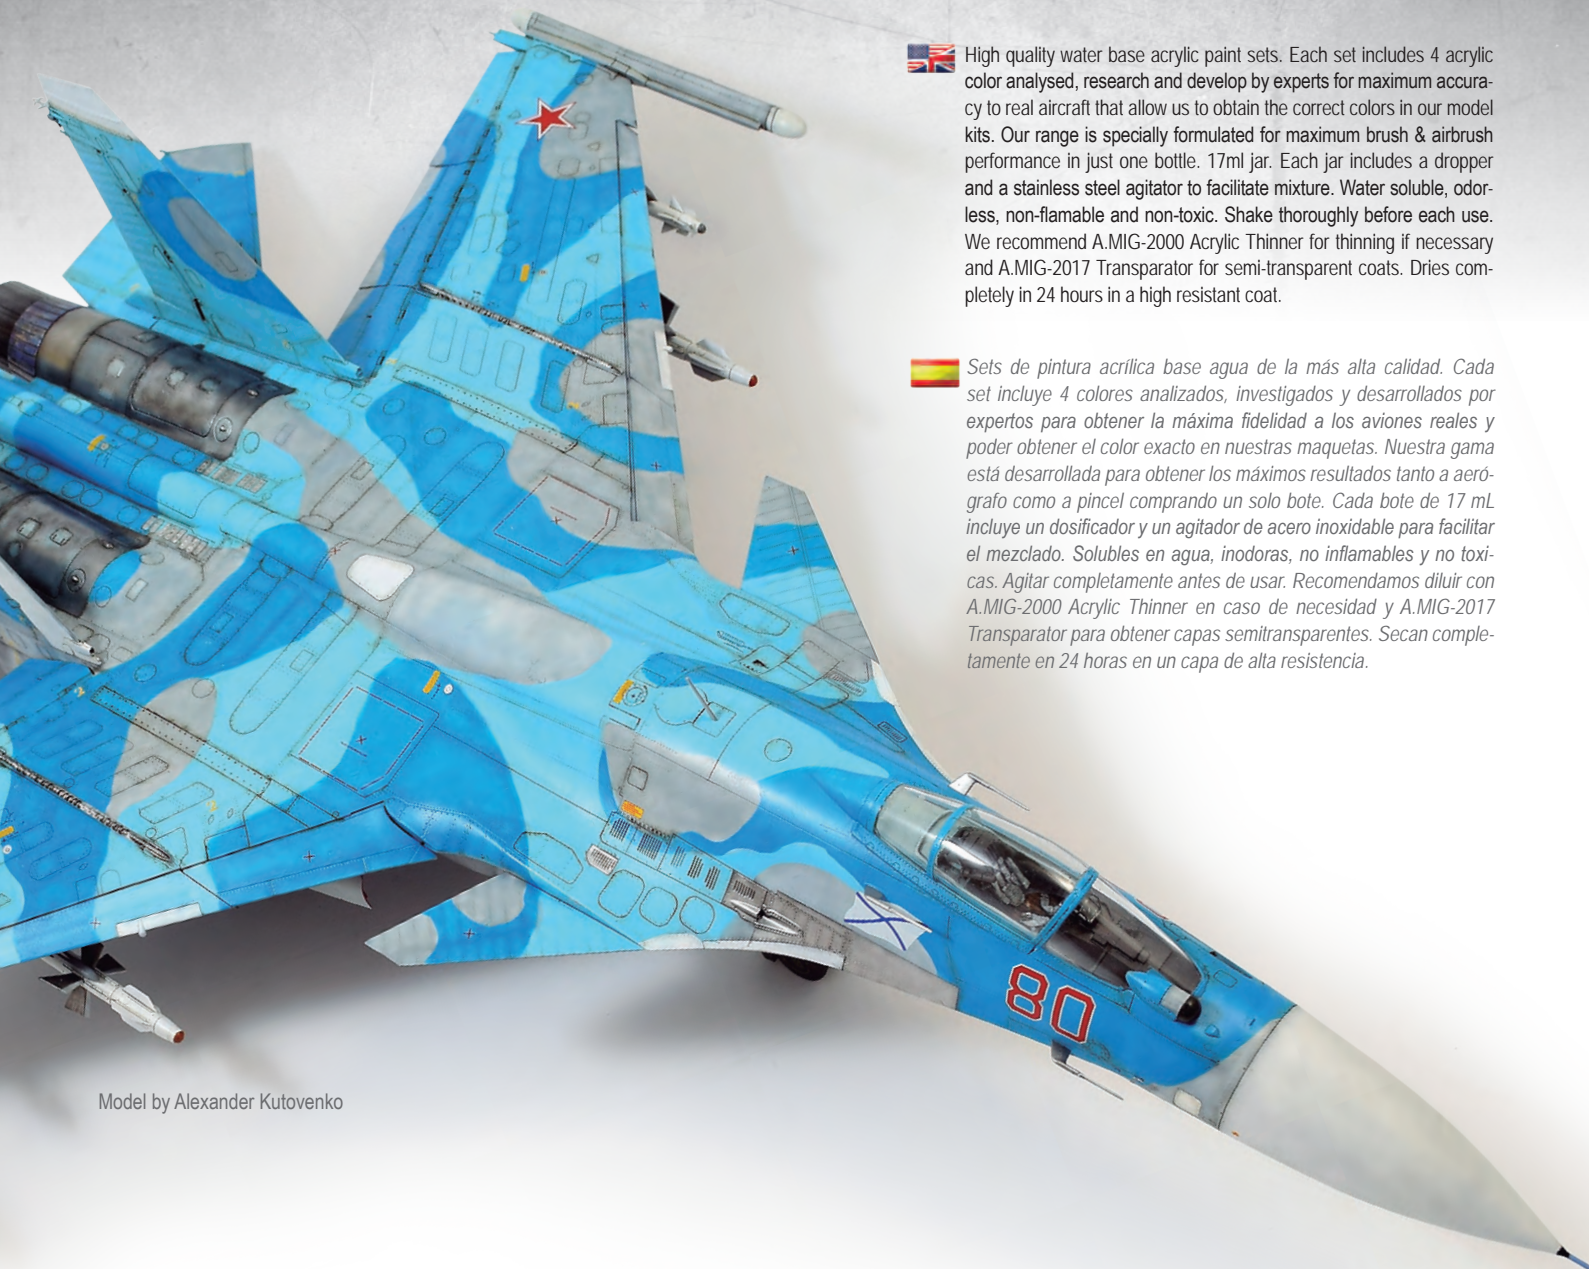 High quality water base acrylic paint sets. Each set includes 4 acrylic
color analysed, research and develop by experts for maximum accura-
cy to real aircraft that allow us to obtain the correct colors in our model
kits. Our range is specially formulated for maximum brush & airbrush
performance in just one bottle. 17ml jar. Each jar includes a dropper
and a stainless steel agitator to facilitate mixture. Water soluble, odor-
less, non-flamable and non-toxic. Shake thoroughly before each use.
We recommend A.MIG-2000 Acrylic Thinner for thinning if necessary
and A.MIG-2017 Transparator for semi-transparent coats. Dries com-
pletely in 24 hours in a high resistant coat.
Sets de pintura acrílica base agua de la más alta calidad. Cada
set incluye 4 colores analizados, investigados y desarrollados por
expertos para obtener la máxima fidelidad a los aviones reales y
poder obtener el color exacto en nuestras maquetas. Nuestra gama
está desarrollada para obtener los máximos resultados tanto a aeró-
grafo como a pincel comprando un solo bote. Cada bote de 17 mL
incluye un dosificador y un agitador de acero inoxidable para facilitar
el mezclado. Solubles en agua, inodoras, no inflamables y no toxi-
cas. Agitar completamente antes de usar. Recomendamos diluir con
A.MIG-2000 Acrylic Thinner en caso de necesidad y A.MIG-2017
Transparator para obtener capas semitransparentes. Secan comple-
tamente en 24 horas en un capa de alta resistencia.
80
Model by Alexander Kutovenko